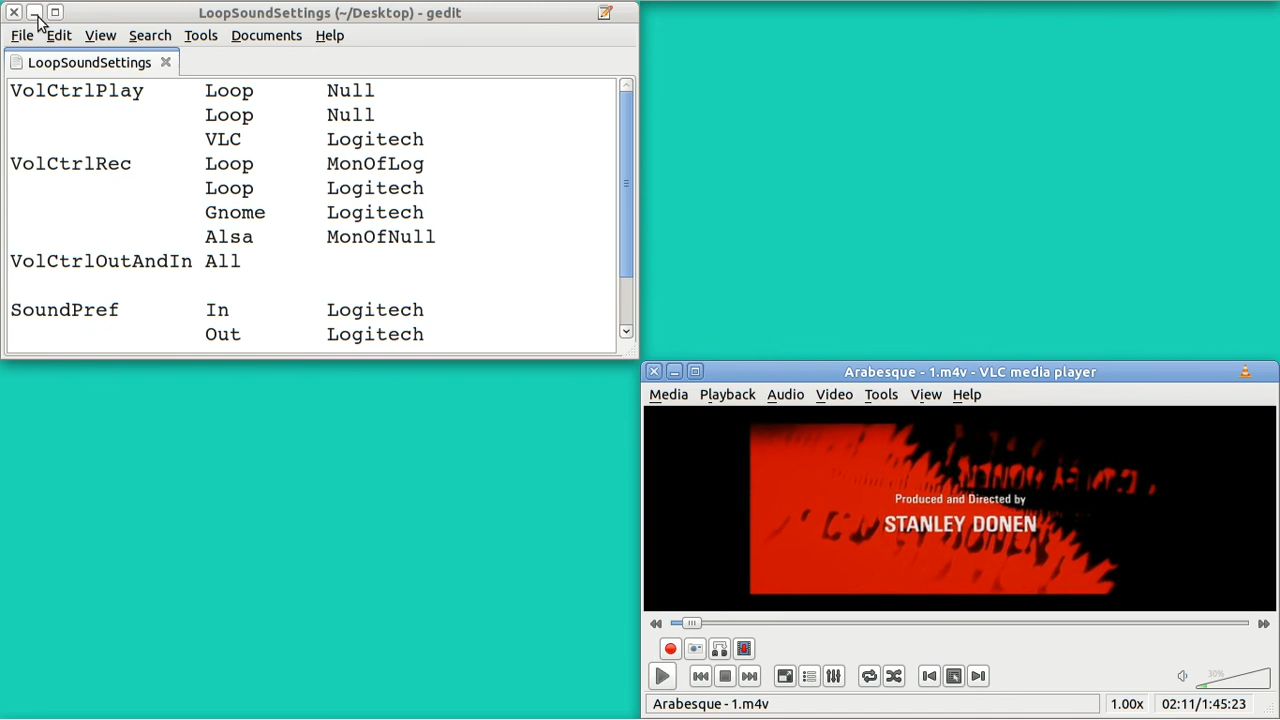 LoopSoundSettings (~/Desktop) - gedit
File Edit View Search Tools Documents Help
LoopSoundSettings
VolCtrlPlay Loop Null
Loop Null
VLC Logitech
VolCtrlRec Loop MonOfLog
Loop Logitech
Gnome Logitech
Alsa MonOfNull
VolCtrlOutAndIn All
SoundPref In Logitech
Out Logitech
Arabesque - 1.m4v - VLC media player
Media Playback Audio Video Tools View Help
Produced and Directed by
STANLEY DONEN
30%
Arabesque - 1.m4v 1.00x 02:11/1:45:23